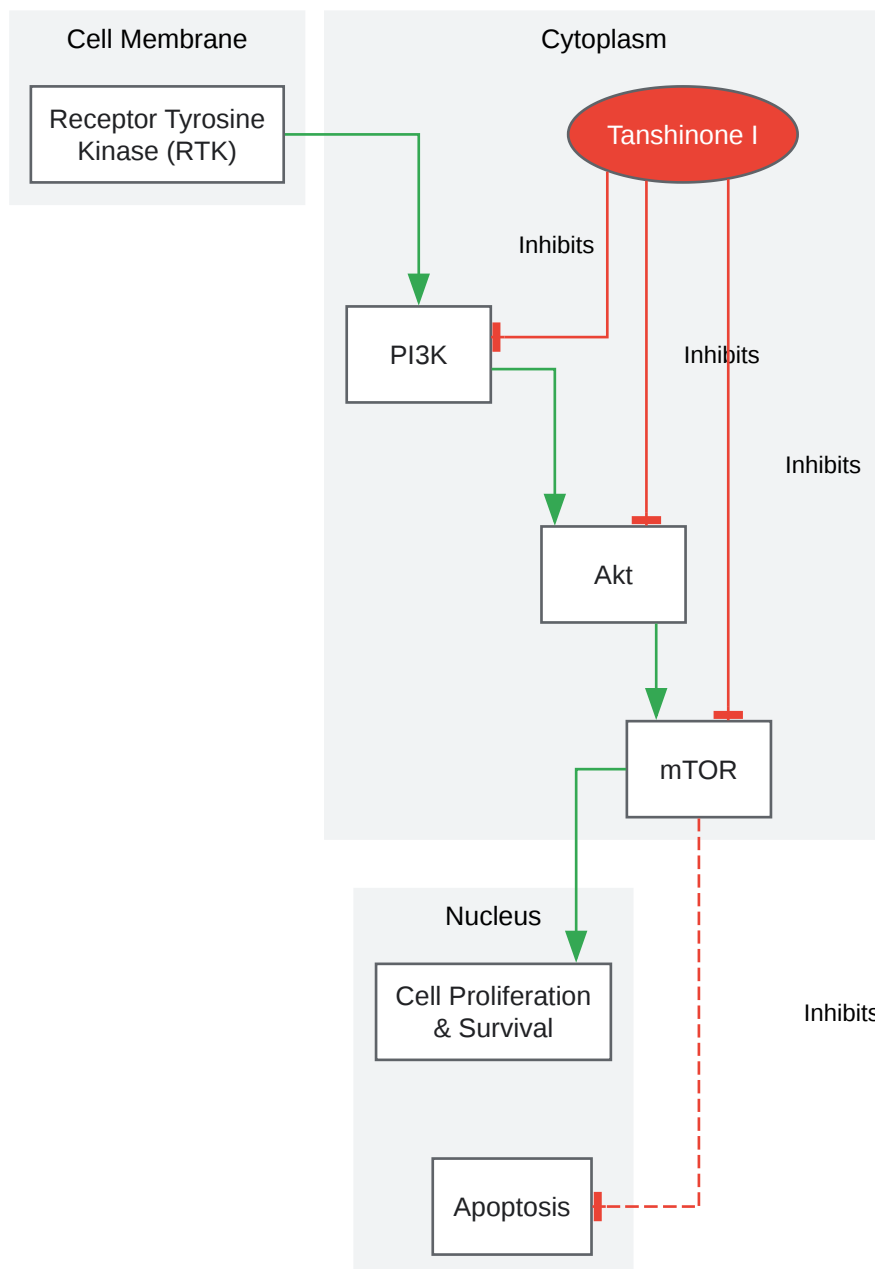 Cell Membrane
Cytoplasm
Receptor Tyrosine
Kinase (RTK)
Tanshinone I
Inhibits
PI3K
Inhibits
Inhibits
Akt
mTOR
Nucleus
Cell Proliferation
& Survival
Inhibits
Apoptosis